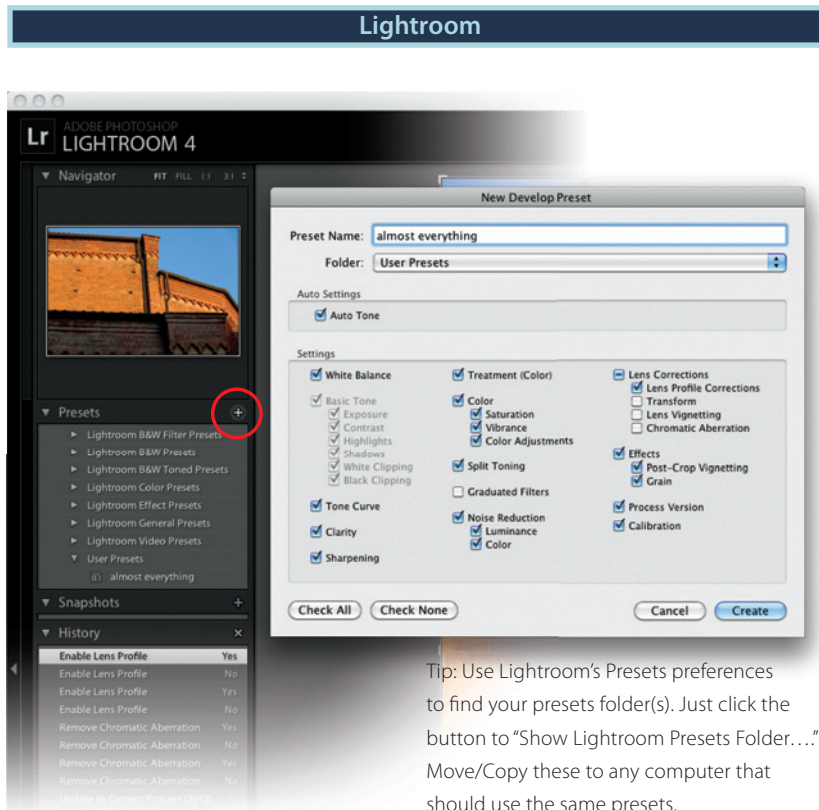 Lightroom
Lr
ADOBE PHOTOSHOP
LIGHTROOM 4
Navigator FIT FILL 1:1 3:1
Presets +
Lightroom B&W Filter Presets
Lightroom B&W Presets
Lightroom B&W Toned Presets
Lightroom Color Presets
Lightroom Effect Presets
Lightroom General Presets
Lightroom Video Presets
User Presets
almost everything
Snapshots +
History ×
Enable Lens Profile Yes
Enable Lens Profile No
Enable Lens Profile Yes
Enable Lens Profile No
Remove Chromatic Aberration Yes
Remove Chromatic Aberration No
Remove Chromatic Aberration Yes
Remove Chromatic Aberration No
Update to Current Process (2012)
New Develop Preset
Preset Name: almost everything
Folder: User Presets
Auto Settings
Auto Tone
Settings
White Balance
Basic Tone
Exposure
Contrast
Highlights
Shadows
White Clipping
Black Clipping
Tone Curve
Clarity
Sharpening
Treatment (Color)
Color
Saturation
Vibrance
Color Adjustments
Split Toning
Graduated Filters
Noise Reduction
Luminance
Color
Lens Corrections
Lens Profile Corrections
Transform
Lens Vignetting
Chromatic Aberration
Effects
Post-Crop Vignetting
Grain
Process Version
Calibration
Check All Check None Cancel Create
Tip: Use Lightroom’s Presets preferences
to find your presets folder(s). Just click the
button to “Show Lightroom Presets Folder….”
Move/Copy these to any computer that
should use the same presets.